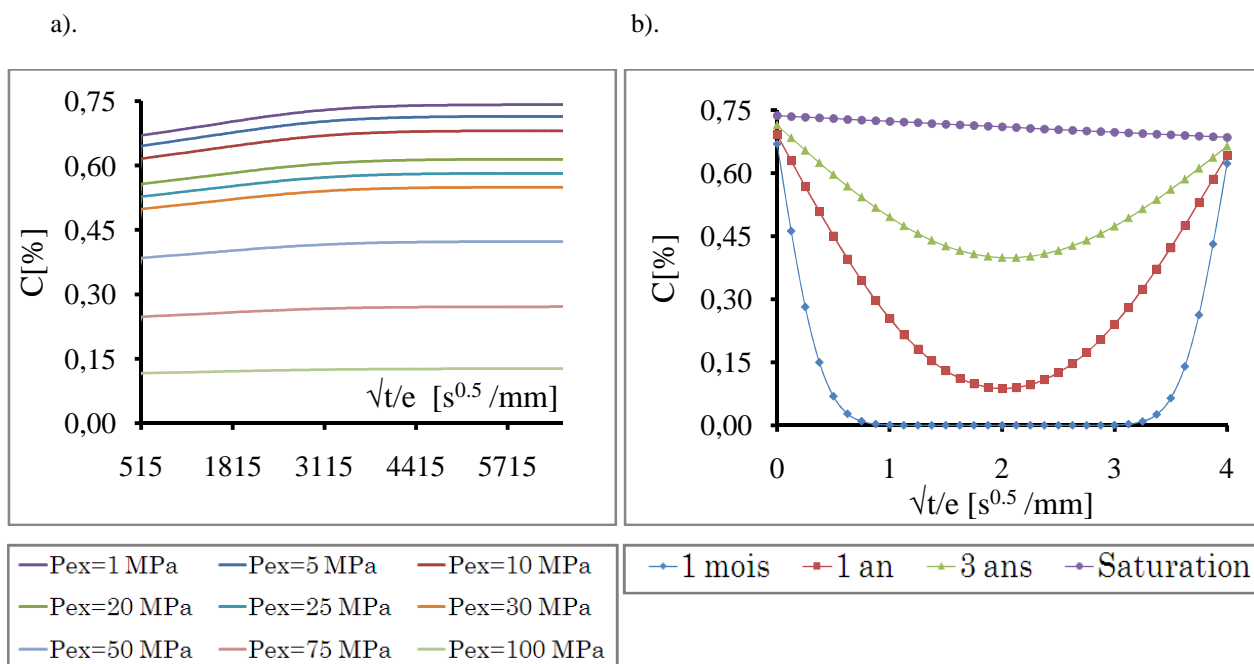 a).
b).
0,75
0,60
0,45
0,30
0,15
0,00
C[%]
√t/e [s^0.5 /mm]
515 1815 3115 4415 5715
0,75
0,60
0,45
0,30
0,15
0,00
C[%]
0 1 2 3 4
√t/e [s^0.5 /mm]
Pex=1 MPa Pex=5 MPa Pex=10 MPa
Pex=20 MPa Pex=25 MPa Pex=30 MPa
Pex=50 MPa Pex=75 MPa Pex=100 MPa
1 mois 1 an 3 ans Saturation